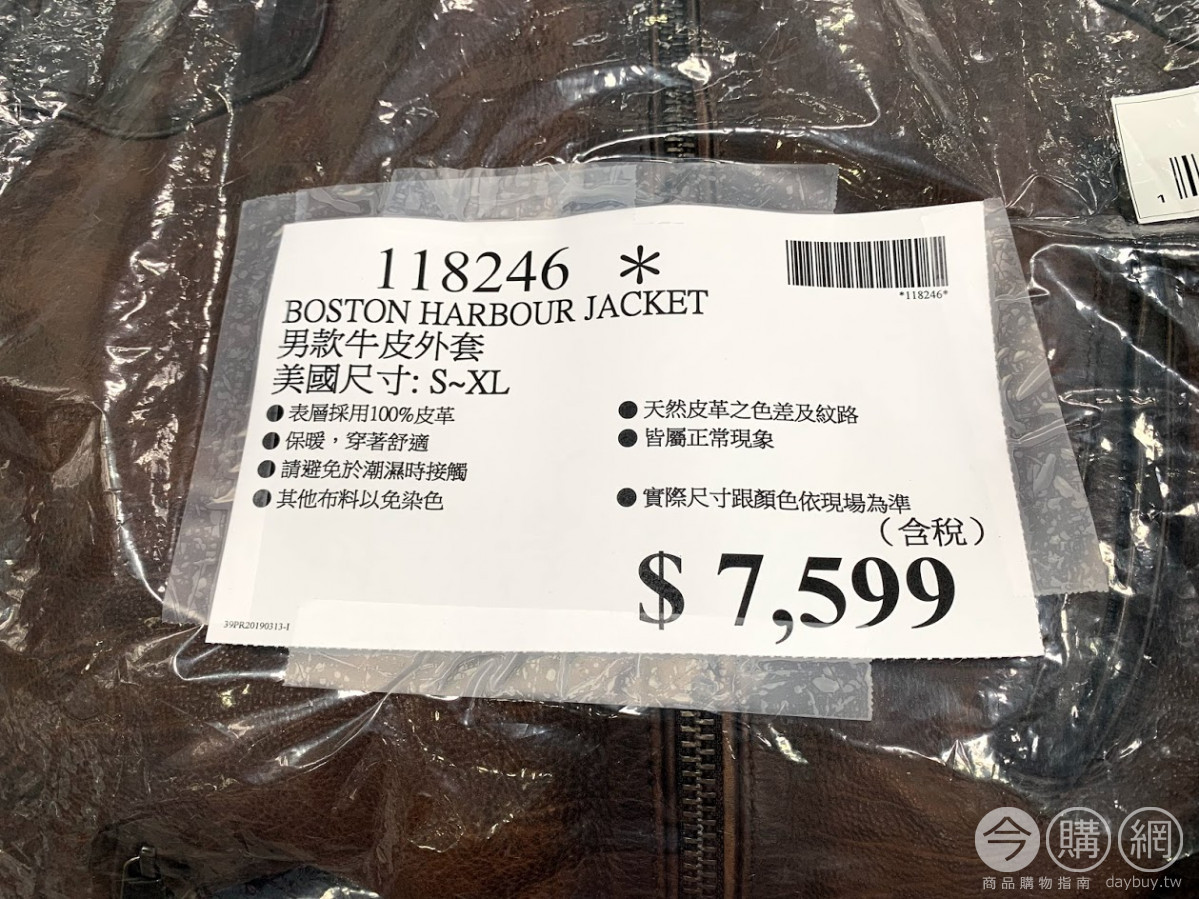 118246 *
*118246*
BOSTON HARBOUR JACKET
男款牛皮外套
美國尺寸: S~XL
●表層採用100%皮革
●保暖，穿著舒適
●請避免於潮濕時接觸
●其他布料以免染色
●天然皮革之色差及紋路
●皆屬正常現象
●實際尺寸跟顏色依現場為準
（含稅）
$ 7,599
39PR20190313-1
1
今購網
商品購物指南 daybuy.tw